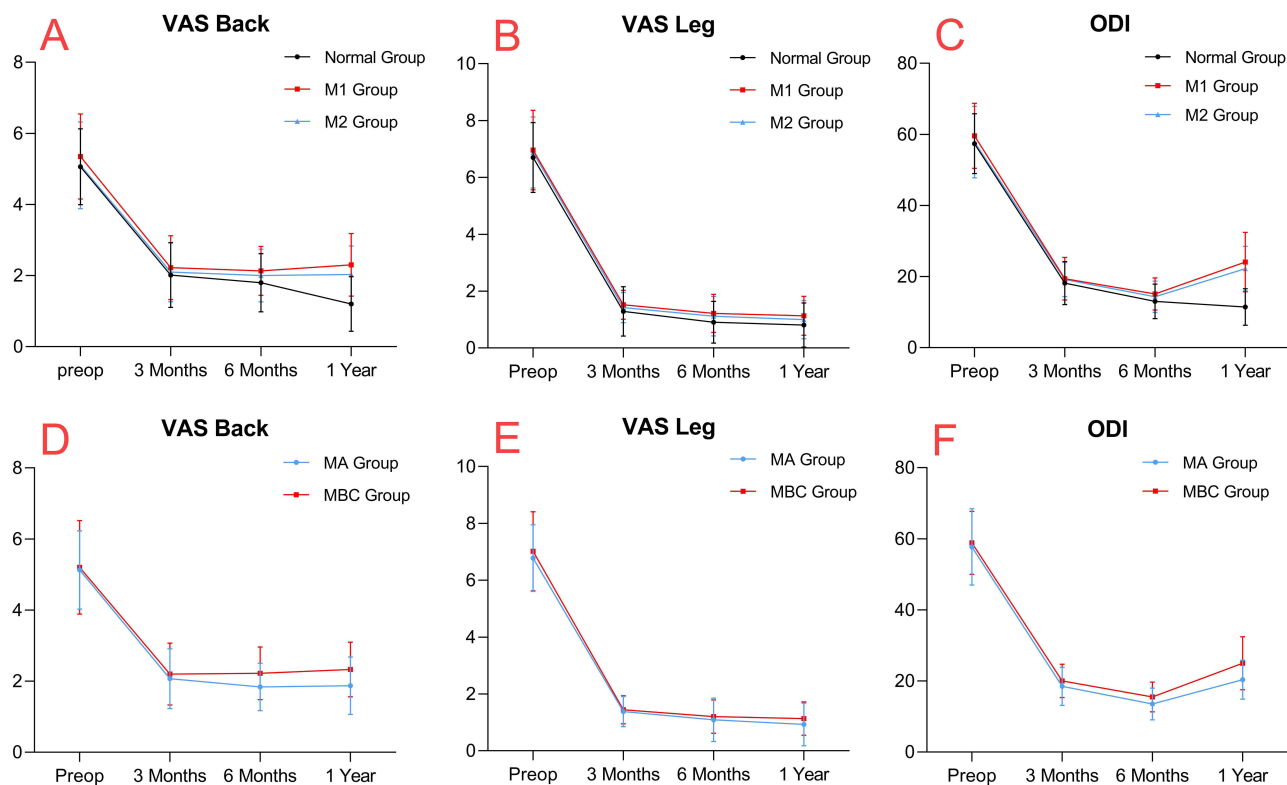 A
VAS Back
Normal Group
M1 Group
M2 Group
8
6
4
2
0
preop
3 Months
6 Months
1 Year
B
VAS Leg
Normal Group
M1 Group
M2 Group
10
8
6
4
2
0
Preop
3 Months
6 Months
1 Year
C
ODI
Normal Group
M1 Group
M2 Group
80
60
40
20
0
Preop
3 Months
6 Months
1 Year
D
VAS Back
MA Group
MBC Group
8
6
4
2
0
Preop
3 Months
6 Months
1 Year
E
VAS Leg
MA Group
MBC Group
10
8
6
4
2
0
Preop
3 Months
6 Months
1 Year
F
ODI
MA Group
MBC Group
80
60
40
20
0
Preop
3 Months
6 Months
1 Year